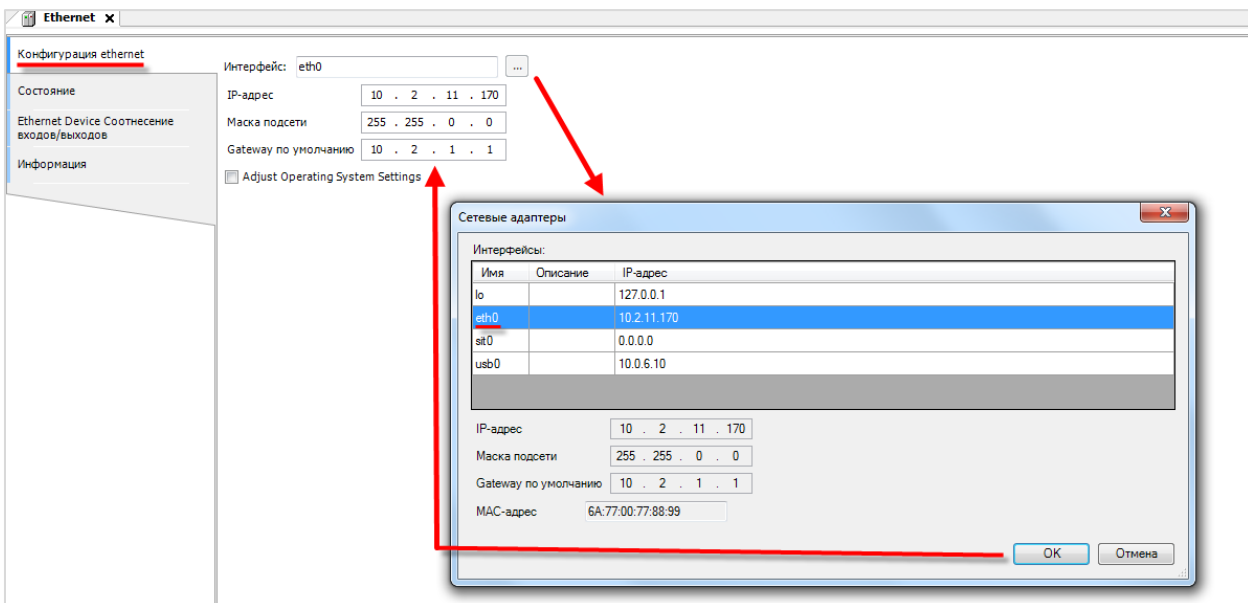 Ethernet x
Конфигурация ethernet
Состояние
Ethernet Device Соотнесение
входов/выходов
Информация
Интерфейс: eth0 ...
IP-адрес 10 . 2 . 11 . 170
Маска подсети 255 . 255 . 0 . 0
Gateway по умолчанию 10 . 2 . 1 . 1
Adjust Operating System Settings
Сетевые адаптеры
Интерфейсы:
Имя Описание IP-адрес
lo 127.0.0.1
eth0 10.2.11.170
sit0 0.0.0.0
usb0 10.0.6.10
IP-адрес 10 . 2 . 11 . 170
Маска подсети 255 . 255 . 0 . 0
Gateway по умолчанию 10 . 2 . 1 . 1
MAC-адрес 6A:77:00:77:88:99
OK Отмена